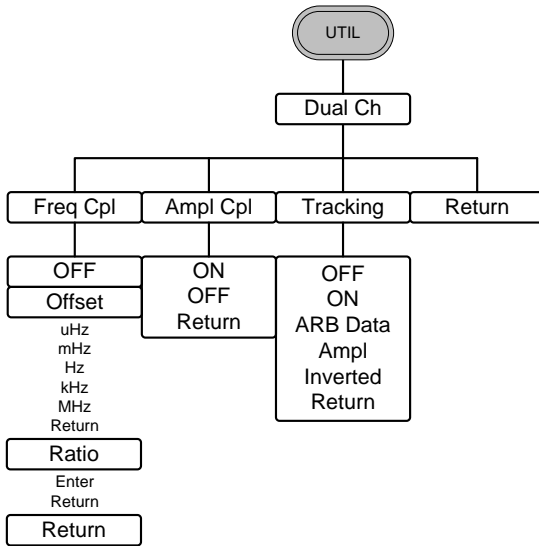 UTIL
Dual Ch
Freq Cpl
Ampl Cpl
Tracking
Return
OFF
Offset
uHz
mHz
Hz
kHz
MHz
Return
Ratio
Enter
Return
Return
ON
OFF
Return
OFF
ON
ARB Data
Ampl
Inverted
Return